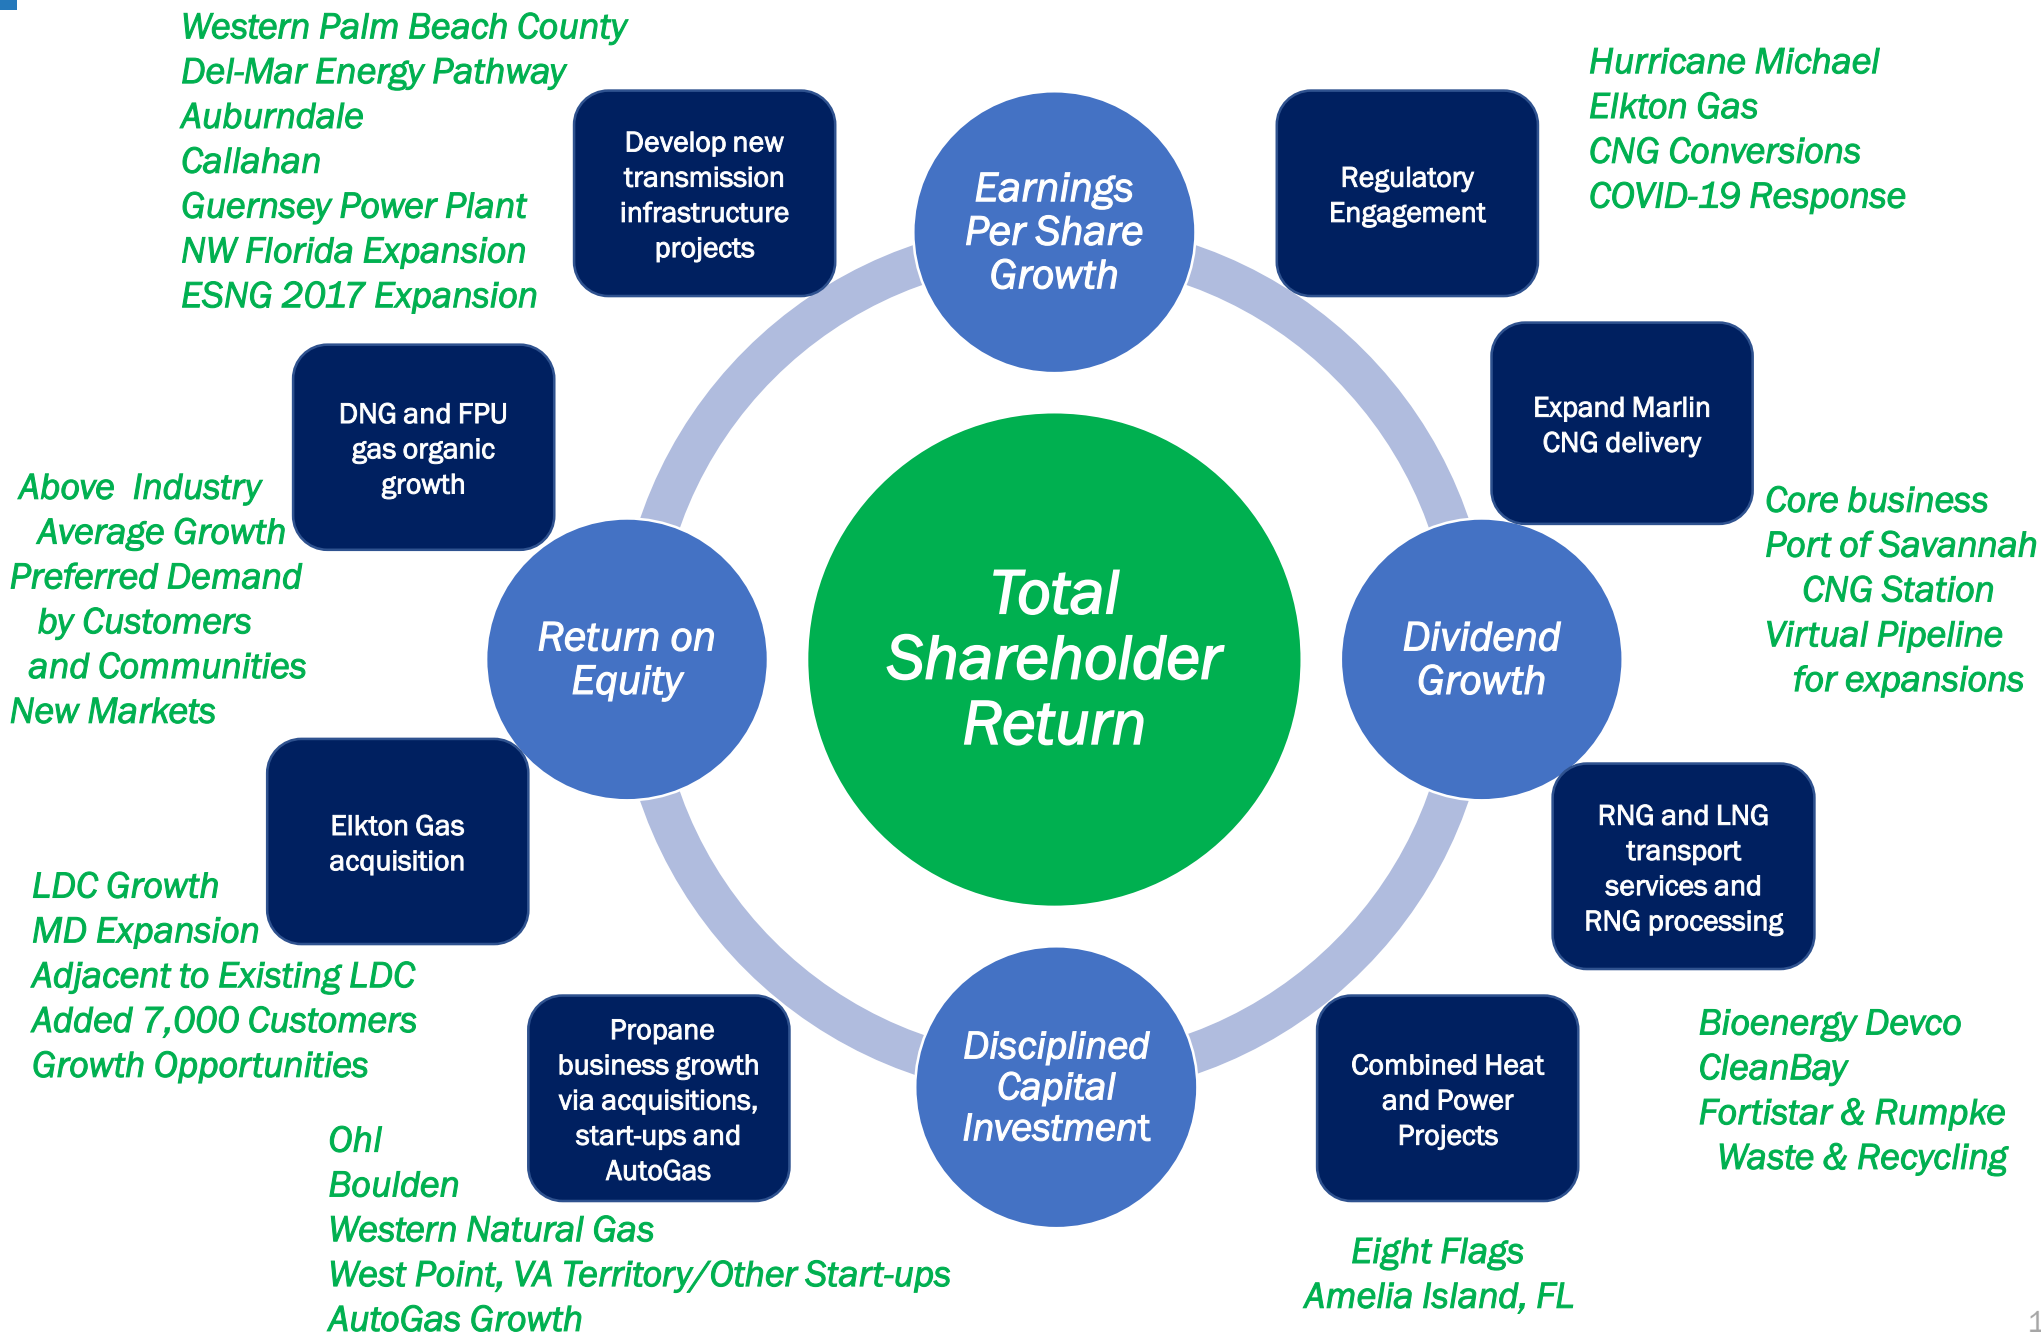 Western Palm Beach County
Del-Mar Energy Pathway
Auburndale
Callahan
Guernsey Power Plant
NW Florida Expansion
ESNG 2017 Expansion
Develop new
transmission
infrastructure
projects
Earnings
Per Share
Growth
Regulatory
Engagement
Hurricane Michael
Elkton Gas
CNG Conversions
COVID-19 Response
DNG and FPU
gas organic
growth
Expand Marlin
CNG delivery
Above Industry
Average Growth
Preferred Demand
by Customers
and Communities
New Markets
Return on
Equity
Total
Shareholder
Return
Dividend
Growth
Core business
Port of Savannah
CNG Station
Virtual Pipeline
for expansions
Elkton Gas
acquisition
RNG and LNG
transport
services and
RNG processing
LDC Growth
MD Expansion
Adjacent to Existing LDC
Added 7,000 Customers
Growth Opportunities
Propane
business growth
via acquisitions,
start-ups and
AutoGas
Disciplined
Capital
Investment
Combined Heat
and Power
Projects
Bioenergy Devco
CleanBay
Fortistar & Rumpke
Waste & Recycling
Ohl
Boulden
Western Natural Gas
West Point, VA Territory/Other Start-ups
AutoGas Growth
Eight Flags
Amelia Island, FL
1